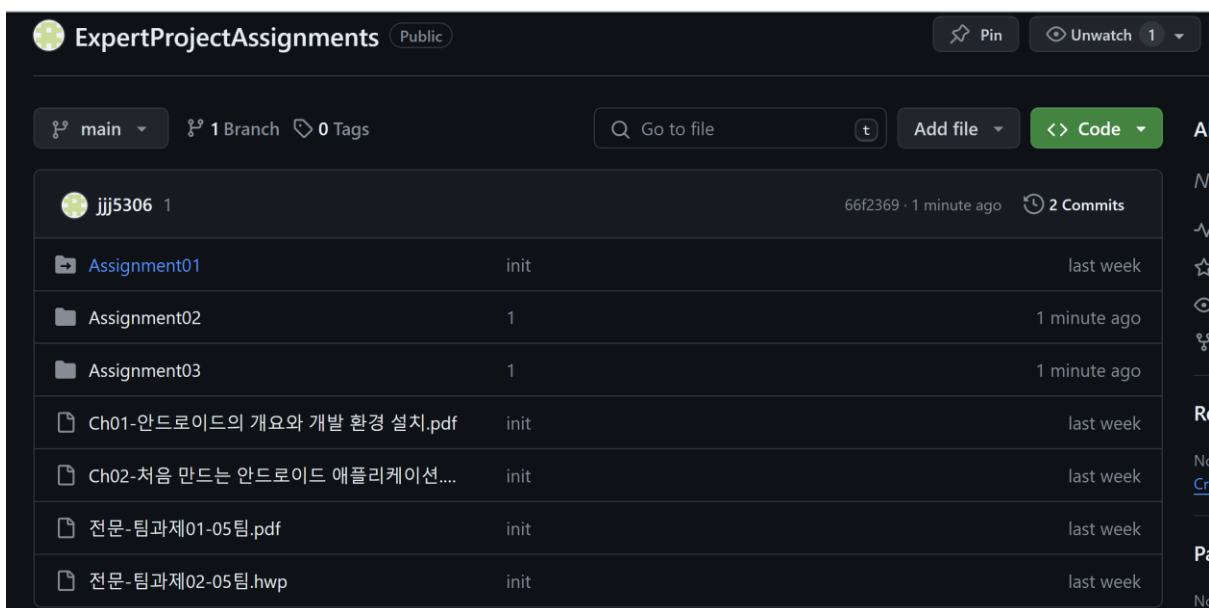 ExpertProjectAssignments Public Pin Unwatch 1
main 1 Branch 0 Tags Go to file t Add file Code
jjj5306 1 66f2369 · 1 minute ago 2 Commits
Assignment01 init last week
Assignment02 1 1 minute ago
Assignment03 1 1 minute ago
Ch01-안드로이드의 개요와 개발 환경 설치.pdf init last week
Ch02-처음 만드는 안드로이드 애플리케이션.... init last week
전문-팀과제01-05팀.pdf init last week
전문-팀과제02-05팀.hwp init last week